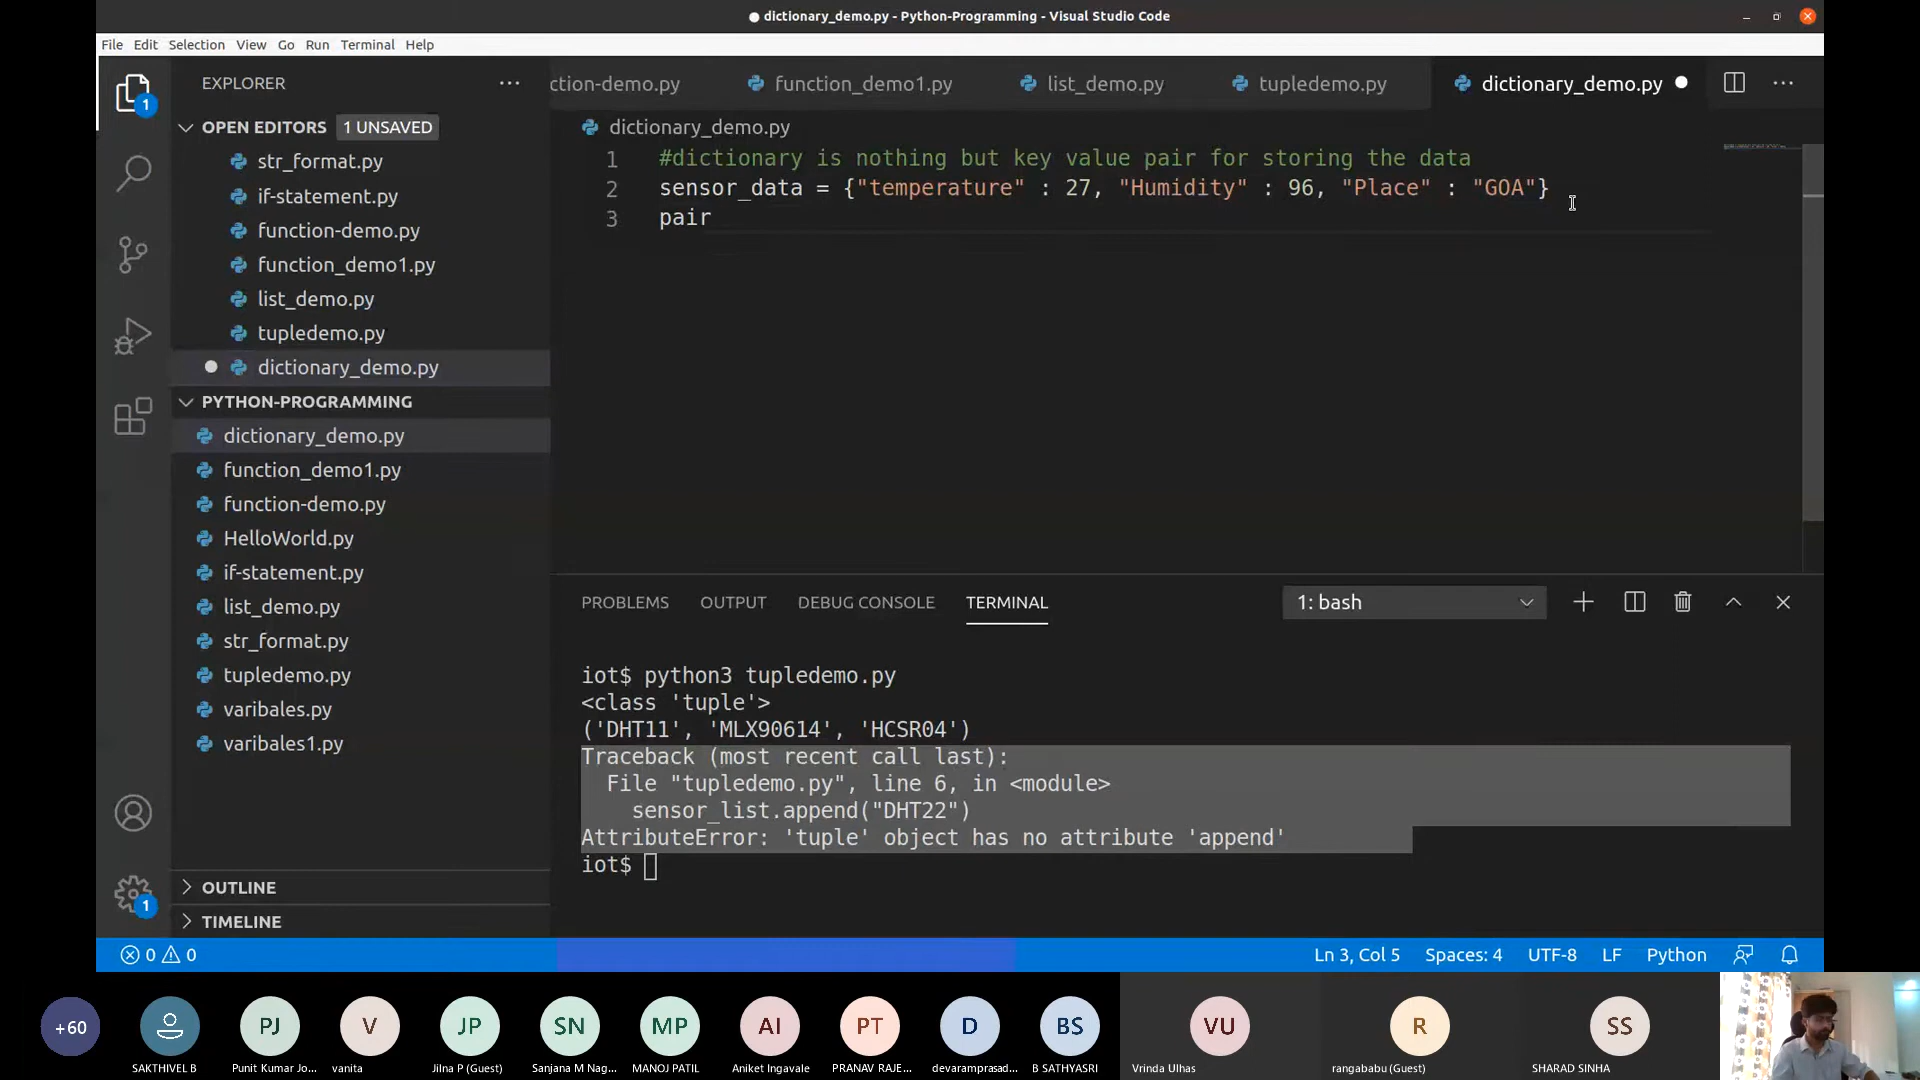 dictionary_demo.py - Python-Programming - Visual Studio Code
File Edit Selection View Go Run Terminal Help
EXPLORER
ction-demo.py function_demo1.py list_demo.py tupledemo.py dictionary_demo.py
1
OPEN EDITORS 1 UNSAVED
str_format.py
if-statement.py
function-demo.py
function_demo1.py
list_demo.py
tupledemo.py
dictionary_demo.py
PYTHON-PROGRAMMING
dictionary_demo.py
function_demo1.py
function-demo.py
HelloWorld.py
if-statement.py
list_demo.py
str_format.py
tupledemo.py
varibales.py
varibales1.py
OUTLINE
TIMELINE
1
dictionary_demo.py
1 #dictionary is nothing but key value pair for storing the data
2 sensor_data = {"temperature" : 27, "Humidity" : 96, "Place" : "GOA"}
3 pair
PROBLEMS OUTPUT DEBUG CONSOLE TERMINAL 1: bash
iot$ python3 tupledemo.py
<class 'tuple'>
('DHT11', 'MLX90614', 'HCSR04')
Traceback (most recent call last):
File "tupledemo.py", line 6, in <module>
sensor_list.append("DHT22")
AttributeError: 'tuple' object has no attribute 'append'
iot$
0 0 Ln 3, Col 5 Spaces: 4 UTF-8 LF Python
+60 PJ V JP SN MP AI PT D BS VU R SS
SAKTHIVEL B Punit Kumar Jo... vanita Jilna P (Guest) Sanjana M Nag... MANOJ PATIL Aniket Ingavale PRANAV RAJE... devaramprasad... B SATHYASRI Vrinda Ulhas rangababu (Guest) SHARAD SINHA